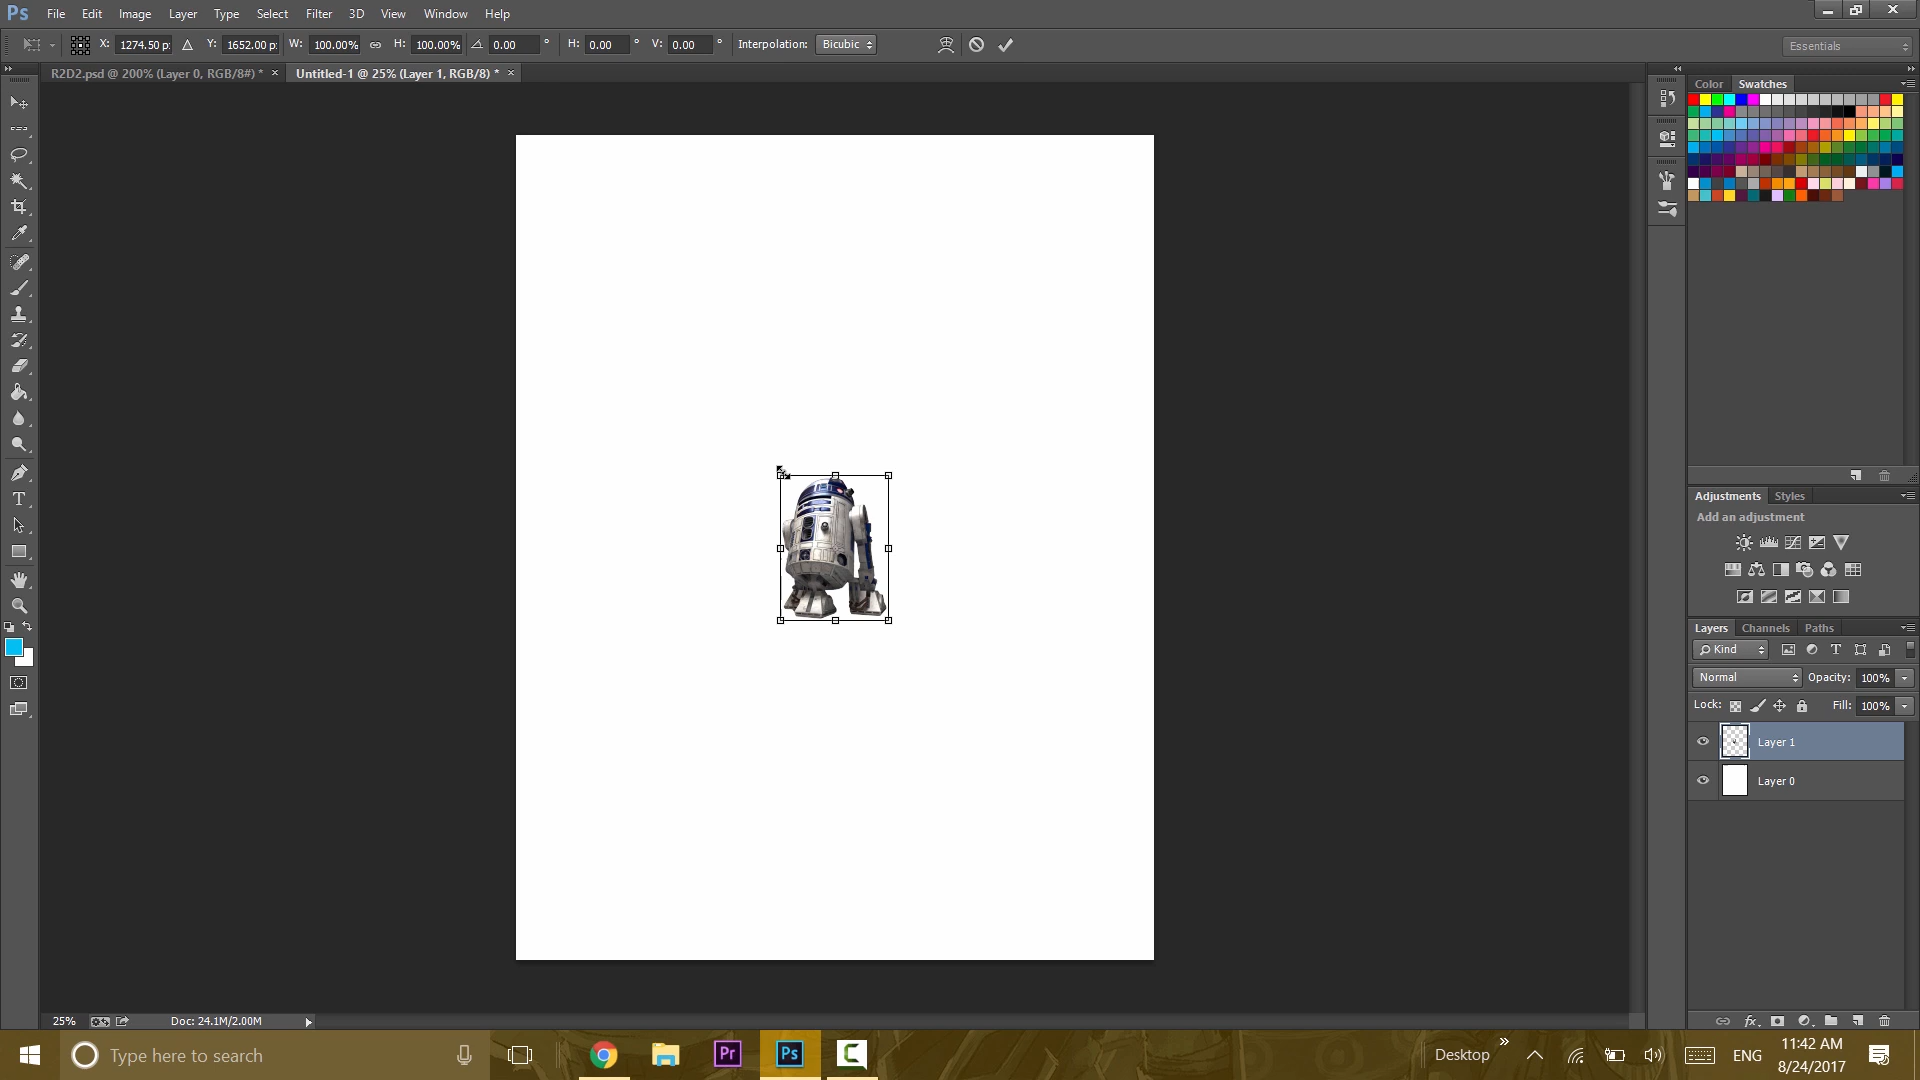 Ps File Edit Image Layer Type Select Filter 3D View Window Help
X: 1274.50 p: Y: 1652.00 p: W: 100.00% H: 100.00% 0.00 ° H: 0.00 ° V: 0.00 ° Interpolation: Bicubic Essentials
R2D2.psd @ 200% (Layer 0, RGB/8#) * × Untitled-1 @ 25% (Layer 1, RGB/8) * ×
Color Swatches
Adjustments Styles
Add an adjustment
Layers Channels Paths
Kind
Normal Opacity: 100%
Lock: Fill: 100%
Layer 1
Layer 0
25% Doc: 24.1M/2.00M
fx
Type here to search
Pr Ps C
Desktop » ENG
11:42 AM
8/24/2017